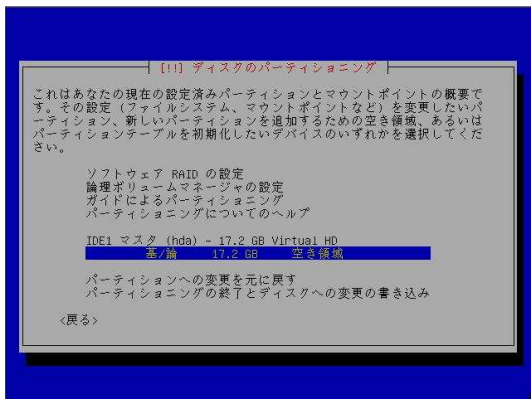 [!!] ディスクのパーティショニング
これはあなたの現在の設定済みパーティションとマウントポイントの概要で
す。その設定 (ファイルシステム、マウントポイントなど) を変更したいパ
ーティション、新しいパーティションを追加するための空き領域、あるいは
パーティションテーブルを初期化したいデバイスのいずれかを選択してくだ
さい。
ソフトウェア RAID の設定
論理ボリュームマネージャの設定
ガイドによるパーティショニング
パーティショニングについてのヘルプ
IDE1 マスタ (hda) - 17.2 GB Virtual HD
基/論 17.2 GB 空き領域
パーティションへの変更を元に戻す
パーティショニングの終了とディスクへの変更の書き込み
<戻る>